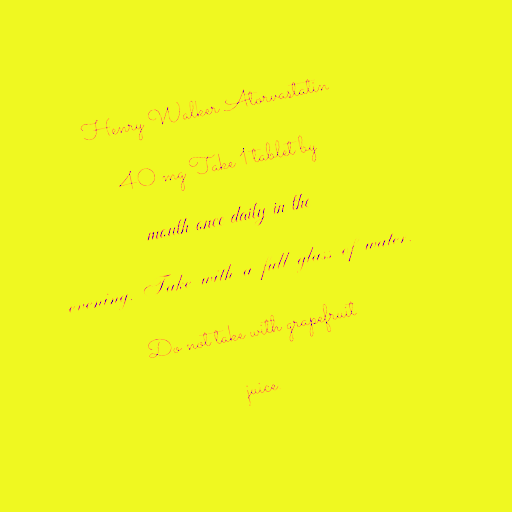 Henry Walker Atorvastatin
40 mg Take 1 tablet by
mouth once daily in the
evening. Take with a full glass of water.
Do not take with grapefruit
juice